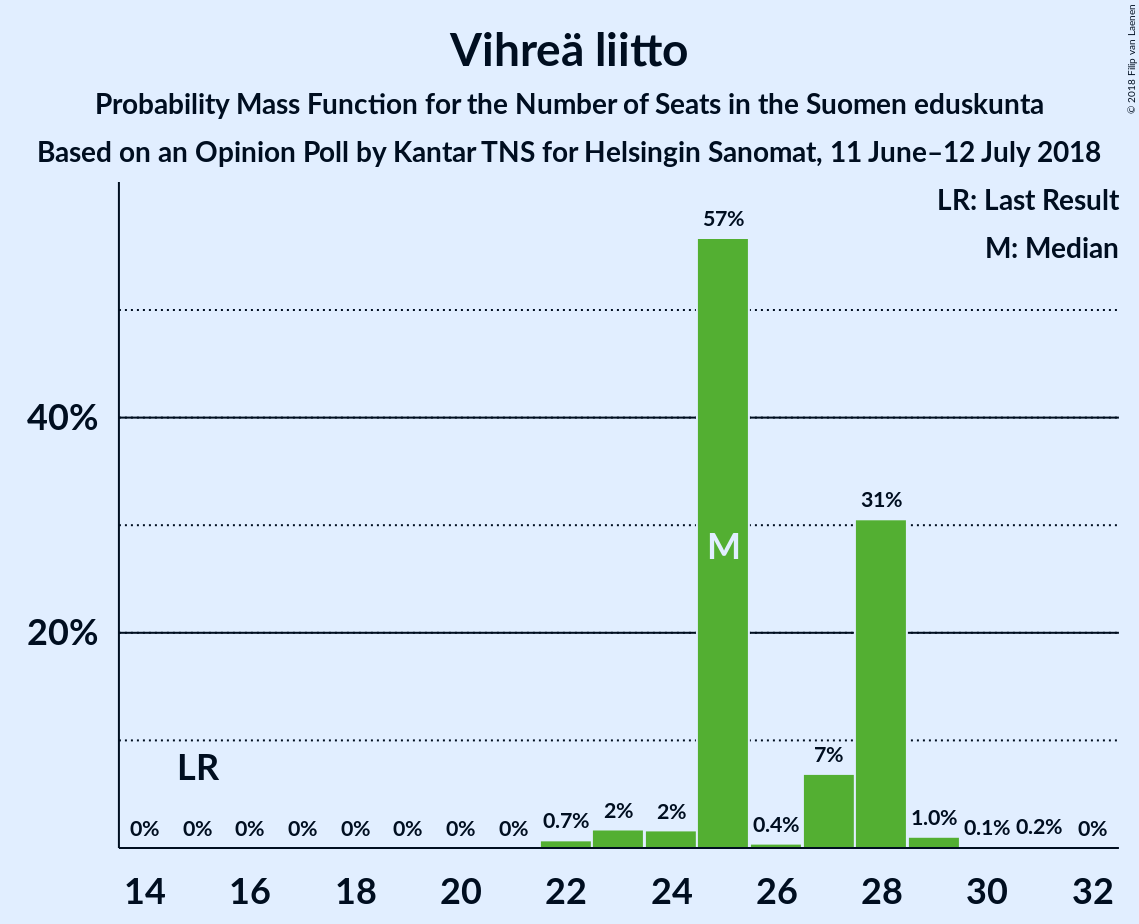 Vihreä liitto
Probability Mass Function for the Number of Seats in the Suomen eduskunta
Based on an Opinion Poll by Kantar TNS for Helsingin Sanomat, 11 June–12 July 2018
© 2018 Filip van Laenen
LR: Last Result
M: Median
57%
40%
31%
M
20%
LR
7%
0% 0% 0% 0% 0% 0% 0% 0% 0.7% 2% 2% 0.4% 1.0% 0.1% 0.2% 0%
14 16 18 20 22 24 26 28 30 32